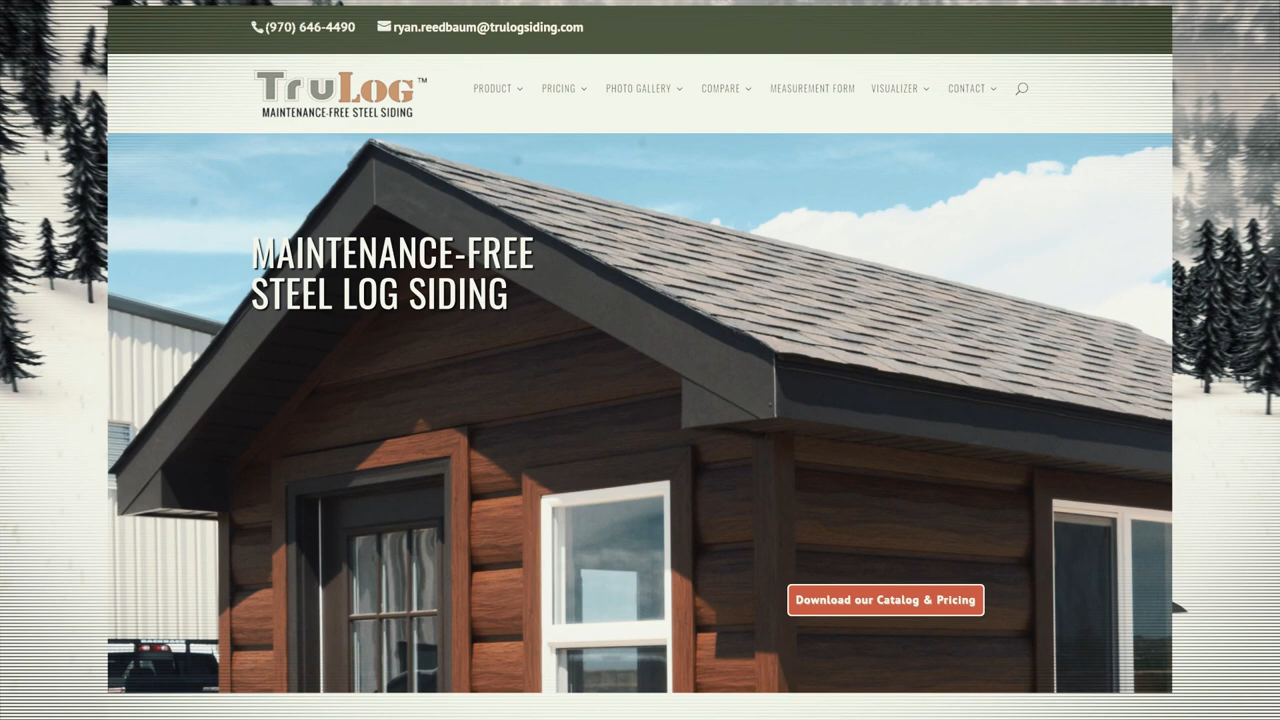 (970) 646-4490 ryan.reedbaum@trulogsiding.com
TruLOG™
MAINTENANCE-FREE STEEL SIDING
PRODUCT PRICING PHOTO GALLERY COMPANY MEASUREMENT FORM VISUALIZER CONTACT
MAINTENANCE-FREE
STEEL LOG SIDING
Download our Catalog & Pricing